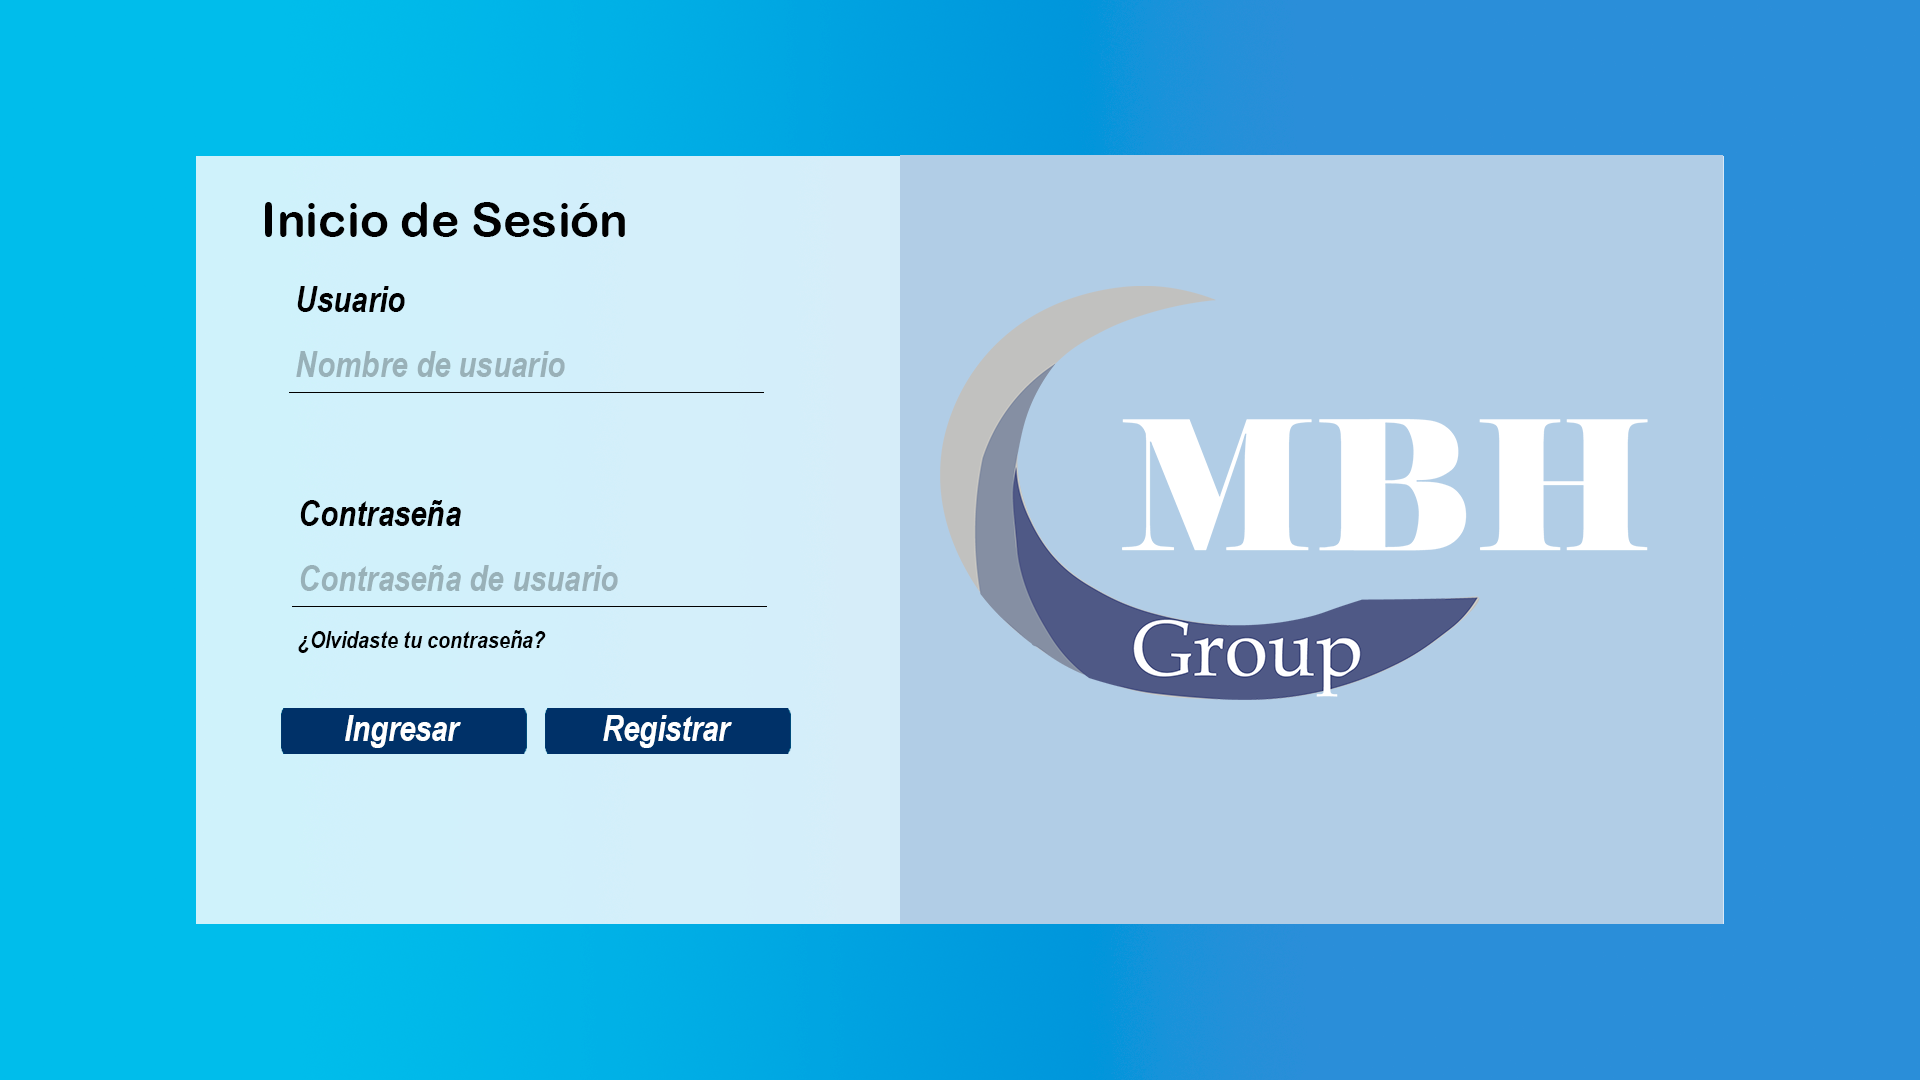 Inicio de Sesión
Usuario
Nombre de usuario
Contraseña
Contraseña de usuario
¿Olvidaste tu contraseña?
Ingresar Registrar
MBH
Group